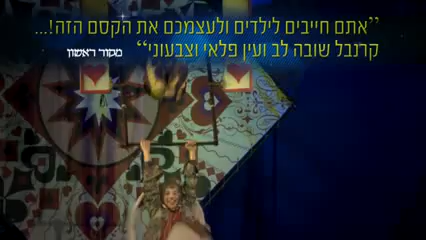 ”אתם חייבים לילדים ולעצמכם את הקסם הזה!...
קרנבל שובה לב ועין פלאי וצבעוני“
מקור ראשון